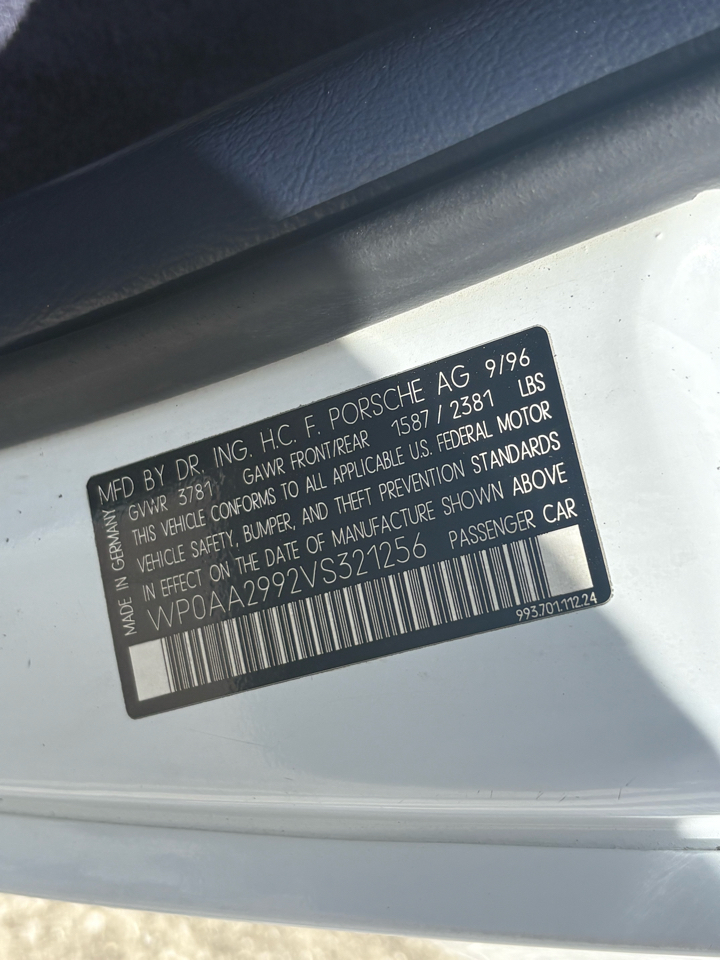 MFD BY DR. ING. H.C. F. PORSCHE AG 9/96
GVWR 3781 GAWR FRONT/REAR 1587 / 2381 LBS
THIS VEHICLE CONFORMS TO ALL APPLICABLE U.S. FEDERAL MOTOR
VEHICLE SAFETY, BUMPER, AND THEFT PREVENTION STANDARDS
IN EFFECT ON THE DATE OF MANUFACTURE SHOWN ABOVE
WP0AA2992VS321256 PASSENGER CAR
993.701.112.24
MADE IN GERMANY